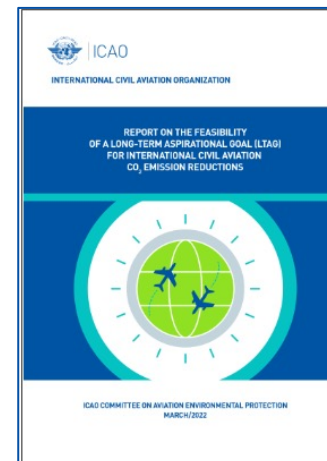 ICAO
INTERNATIONAL CIVIL AVIATION ORGANIZATION
REPORT ON THE FEASIBILITY
OF A LONG-TERM ASPIRATIONAL GOAL (LTAG)
FOR INTERNATIONAL CIVIL AVIATION
CO₂ EMISSION REDUCTIONS
ICAO COMMITTEE ON AVIATION ENVIRONMENTAL PROTECTION
MARCH/2022